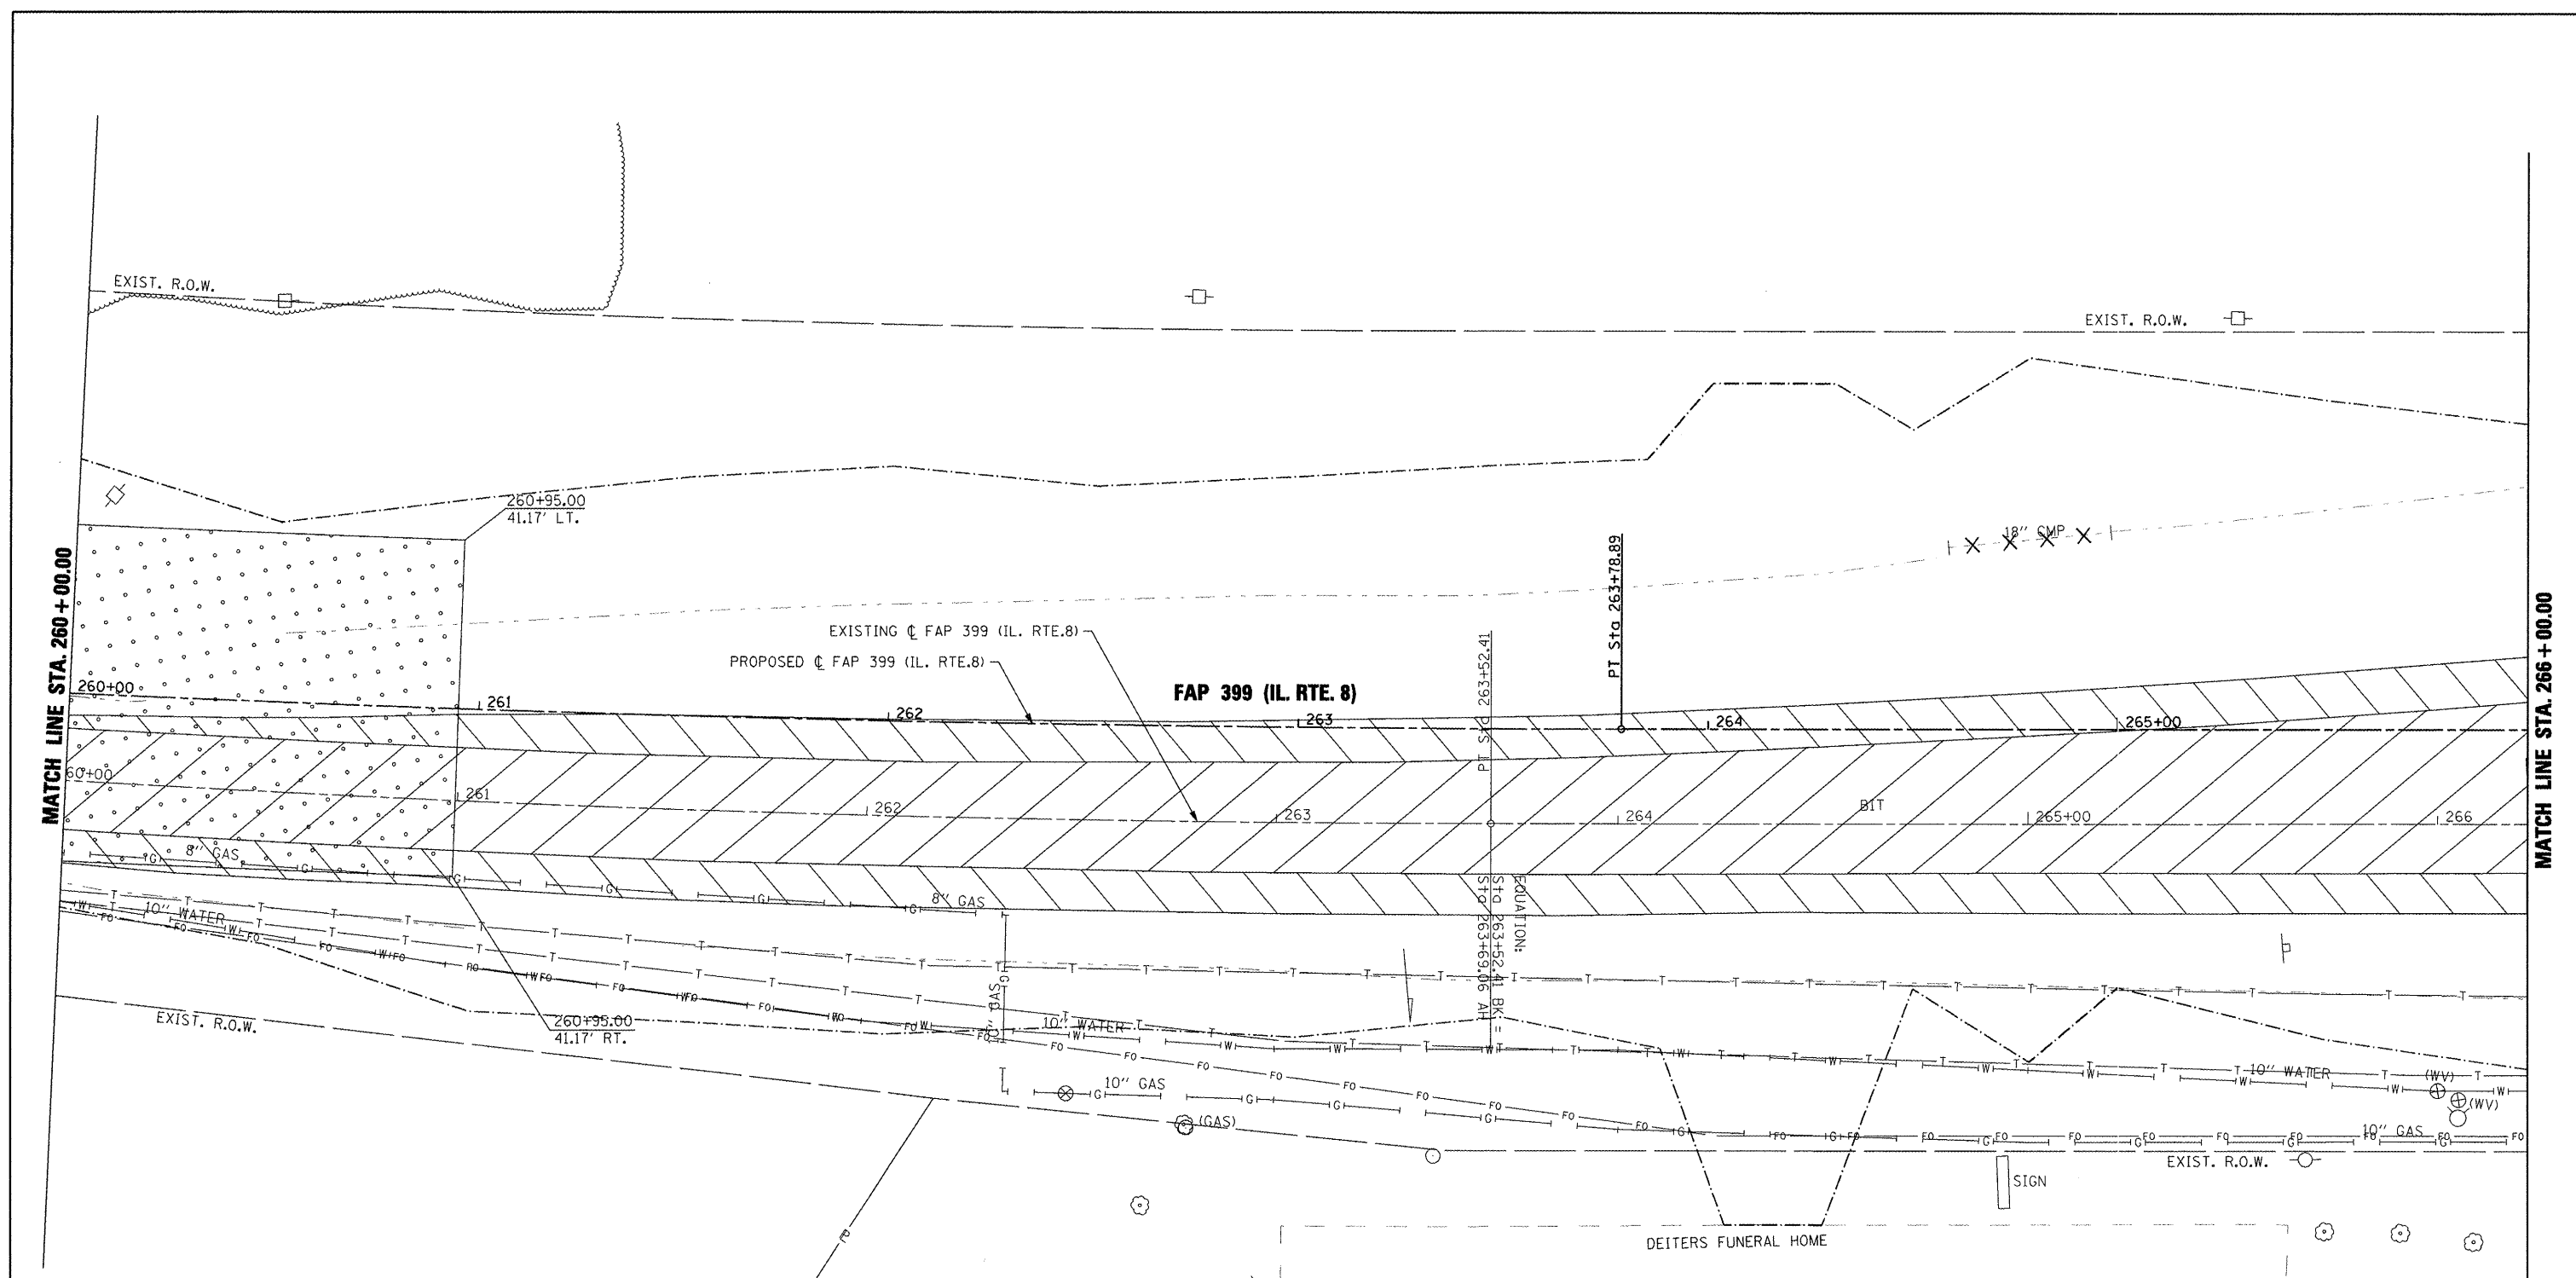 EXIST. R.O.W.
EXIST. R.O.W.
260+95.00
41.17' LT.
18" CMP
MATCH LINE STA. 260+00.00
MATCH LINE STA. 266+00.00
PT Sta 263+78.89
EXISTING ℄ FAP 399 (IL. RTE.8)
PROPOSED ℄ FAP 399 (IL. RTE.8)
PT Sta 263+52.41
FAP 399 (IL. RTE. 8)
260+00
261
262
263
264
265+00
60+00
261
262
263
264
BIT
265+00
266
8" GAS
8" GAS
EQUATION:
Sta 263+52.41 BK =
Sta 263+69.06 AH
10" WATER
10" WATER
10" WATER
EXIST. R.O.W.
260+95.00
41.17' RT.
10" GAS
(GAS)
(WV)
(WV)
10" GAS
EXIST. R.O.W.
SIGN
DEITERS FUNERAL HOME